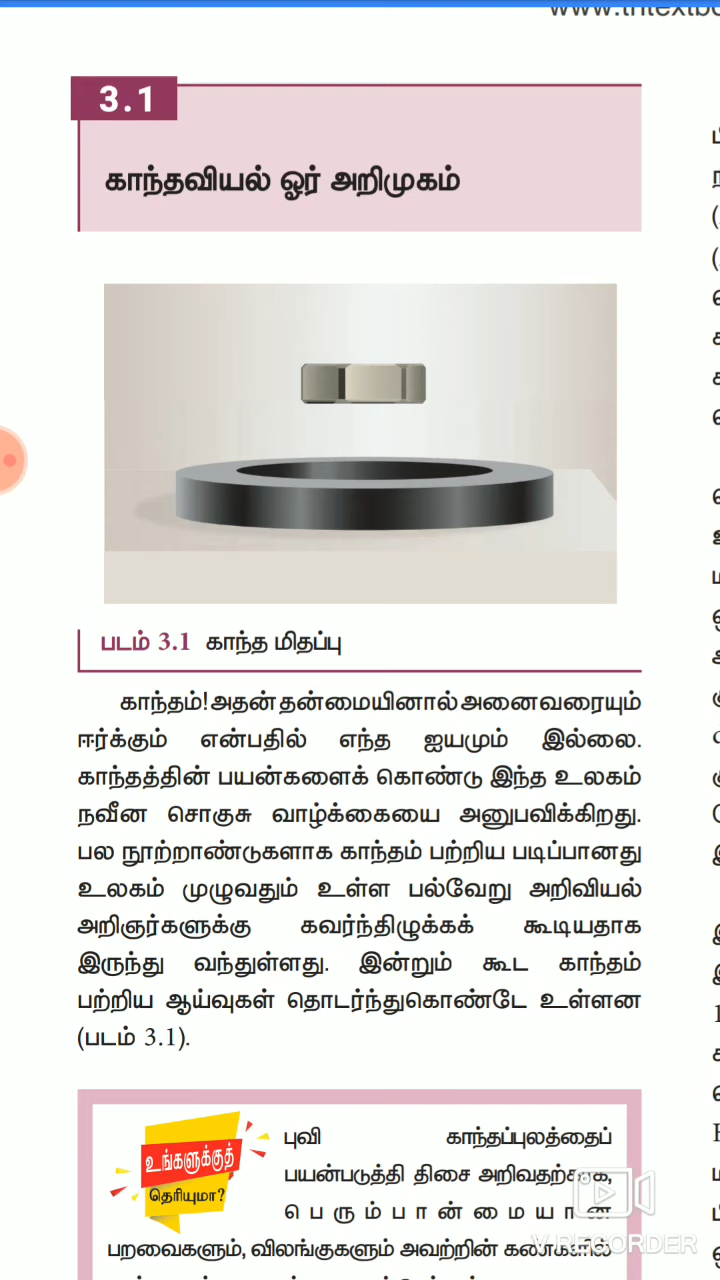 3.1
காந்தவியல் ஓர் அறிமுகம்
படம் 3.1 காந்த மிதப்பு
காந்தம்! அதன் தன்மையினால் அனைவரையும்
ஈர்க்கும் என்பதில் எந்த ஐயமும் இல்லை.
காந்தத்தின் பயன்களைக் கொண்டு இந்த உலகம்
நவீன சொகுசு வாழ்க்கையை அனுபவிக்கிறது.
பல நூற்றாண்டுகளாக காந்தம் பற்றிய படிப்பானது
உலகம் முழுவதும் உள்ள பல்வேறு அறிவியல்
அறிஞர்களுக்கு கவர்ந்திழுக்கக் கூடியதாக
இருந்து வந்துள்ளது. இன்றும் கூட காந்தம்
பற்றிய ஆய்வுகள் தொடர்ந்துகொண்டே உள்ளன
(படம் 3.1).
உங்களுக்குத்
தெரியுமா?
புவி காந்தப்புலத்தைப்
பயன்படுத்தி திசை அறிவதற்காக,
பெரும்பான்மையான
பறவைகளும், விலங்குகளும் அவற்றின் கண்களில்
V RECORDER